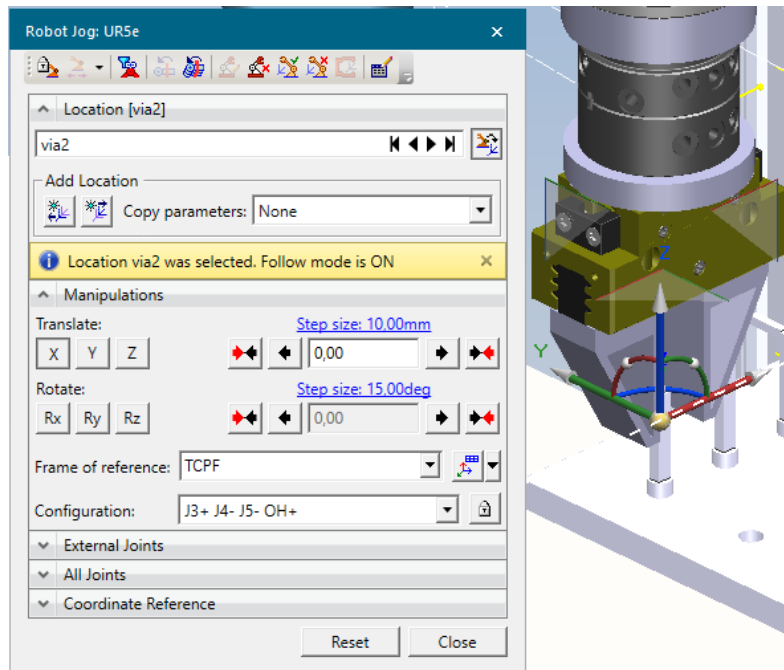 Robot Jog: UR5e
Location [via2]
via2
Add Location
Copy parameters: None
Location via2 was selected. Follow mode is ON
Manipulations
Translate: Step size: 10.00mm
X Y Z 0,00
Rotate: Step size: 15.00deg
Rx Ry Rz 0,00
Frame of reference: TCPF
Configuration: J3+ J4- J5- OH+
External Joints
All Joints
Coordinate Reference
Reset Close
Z
Y